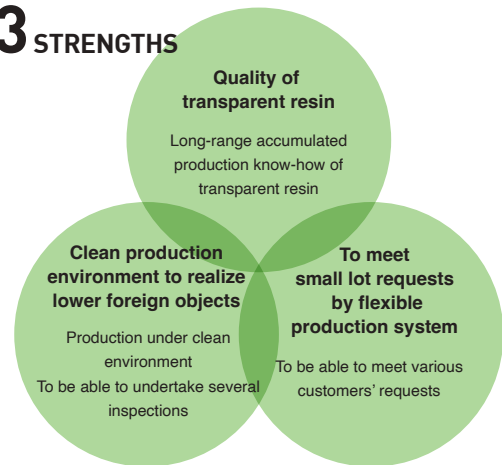 3 STRENGTHS
Quality of
transparent resin
Long-range accumulated
production know-how of
transparent resin
Clean production
environment to realize
lower foreign objects
Production under clean
environment
To be able to undertake several
inspections
To meet
small lot requests
by flexible
production system
To be able to meet various
customers’ requests